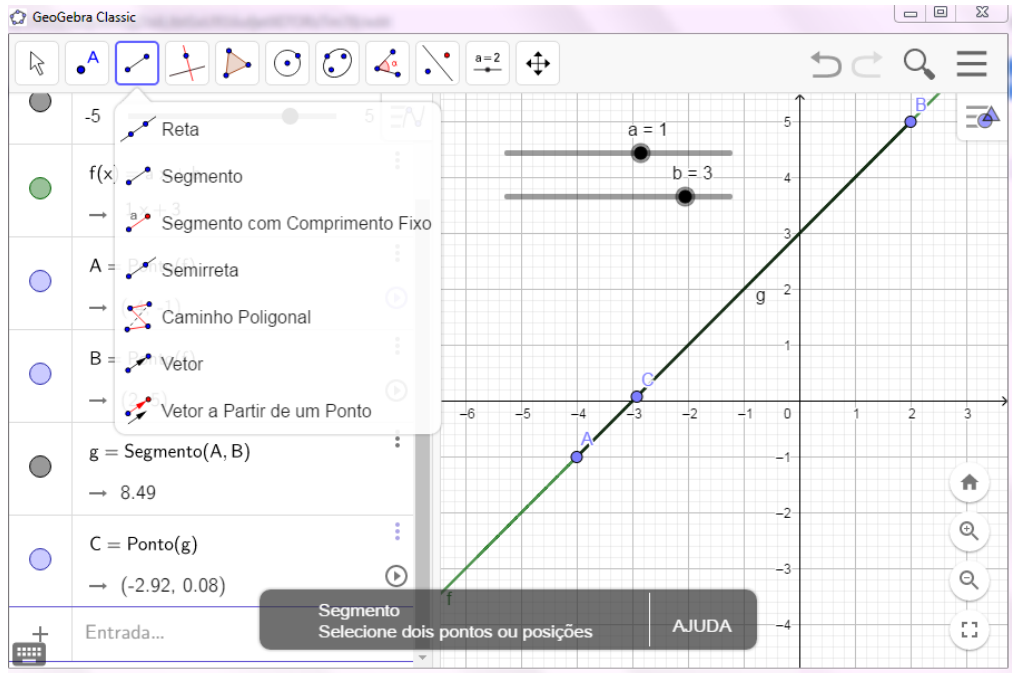 GeoGebra Classic
A
α
a=2
-5
5
Reta
f(x)
1 x + 3
Segmento
a
Segmento com Comprimento Fixo
A =
Semirreta
Caminho Poligonal
B =
Vetor
Vetor a Partir de um Ponto
g = Segmento(A, B)
→ 8.49
C = Ponto(g)
→ (-2.92, 0.08)
Entrada...
Segmento
Selecione dois pontos ou posições
AJUDA
a = 1
b = 3
B
5
4
3
2
g
1
C
–6 –5 –4 –3 –2 –1 0 1 2 3
A
–1
–2
–3
f
–4